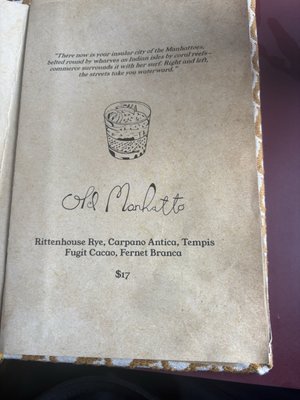 "There now is your insular city of the Manhattoes,
belted round by wharves as Indian isles by coral reefs–
commerce surrounds it with her surf. Right and left,
the streets take you waterword."
Old Manhatto
Rittenhouse Rye, Carpano Antica, Tempis
Fugit Cacao, Fernet Branca
$17